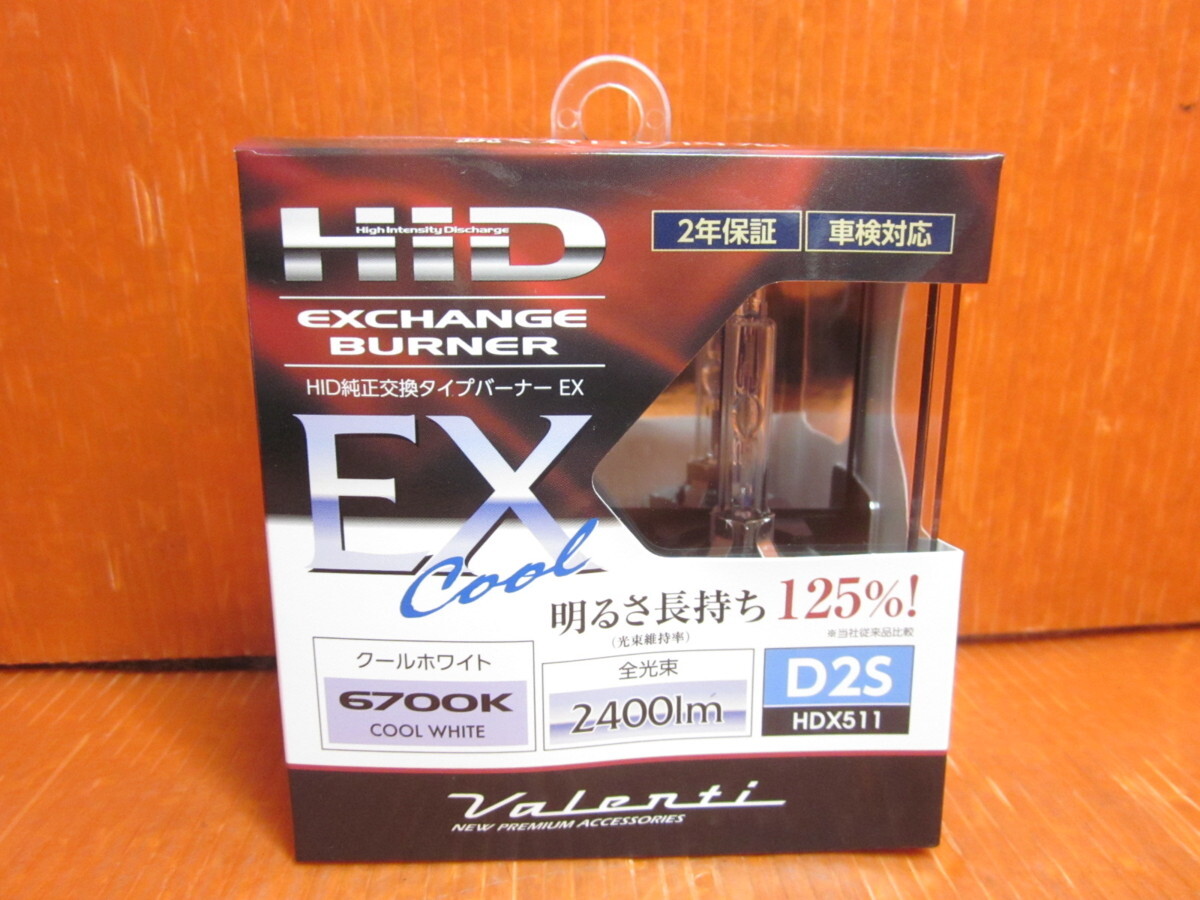 HID
High Intensity Discharge
2年保証
車検対応
EXCHANGE
BURNER
HID純正交換タイプバーナー EX
EX
Cool
明るさ長持ち 125%!
(光束維持率)
※当社従来品比較
クールホワイト
6700K
COOL WHITE
全光束
2400lm
D2S
HDX511
Valenti
NEW PREMIUM ACCESSORIES